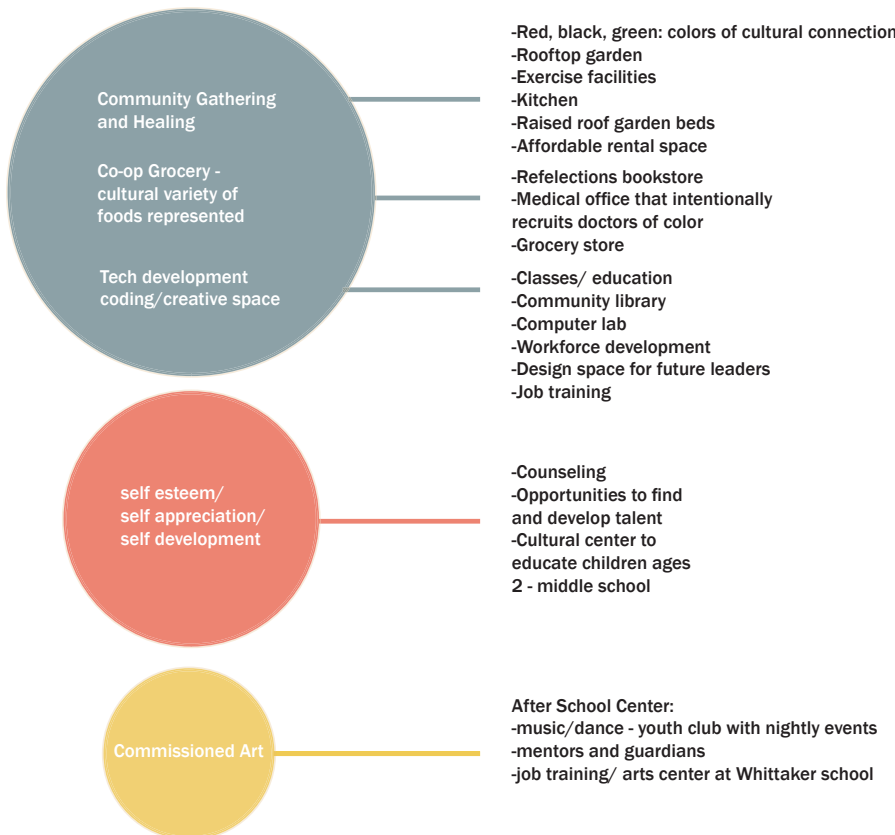 Community Gathering
and Healing
-Red, black, green: colors of cultural connection
-Rooftop garden
-Exercise facilities
-Kitchen
-Raised roof garden beds
-Affordable rental space
Co-op Grocery -
cultural variety of
foods represented
-Refelections bookstore
-Medical office that intentionally
recruits doctors of color
-Grocery store
Tech development
coding/creative space
-Classes/ education
-Community library
-Computer lab
-Workforce development
-Design space for future leaders
-Job training
self esteem/
self appreciation/
self development
-Counseling
-Opportunities to find
and develop talent
-Cultural center to
educate children ages
2 - middle school
Commissioned Art
After School Center:
-music/dance - youth club with nightly events
-mentors and guardians
-job training/ arts center at Whittaker school